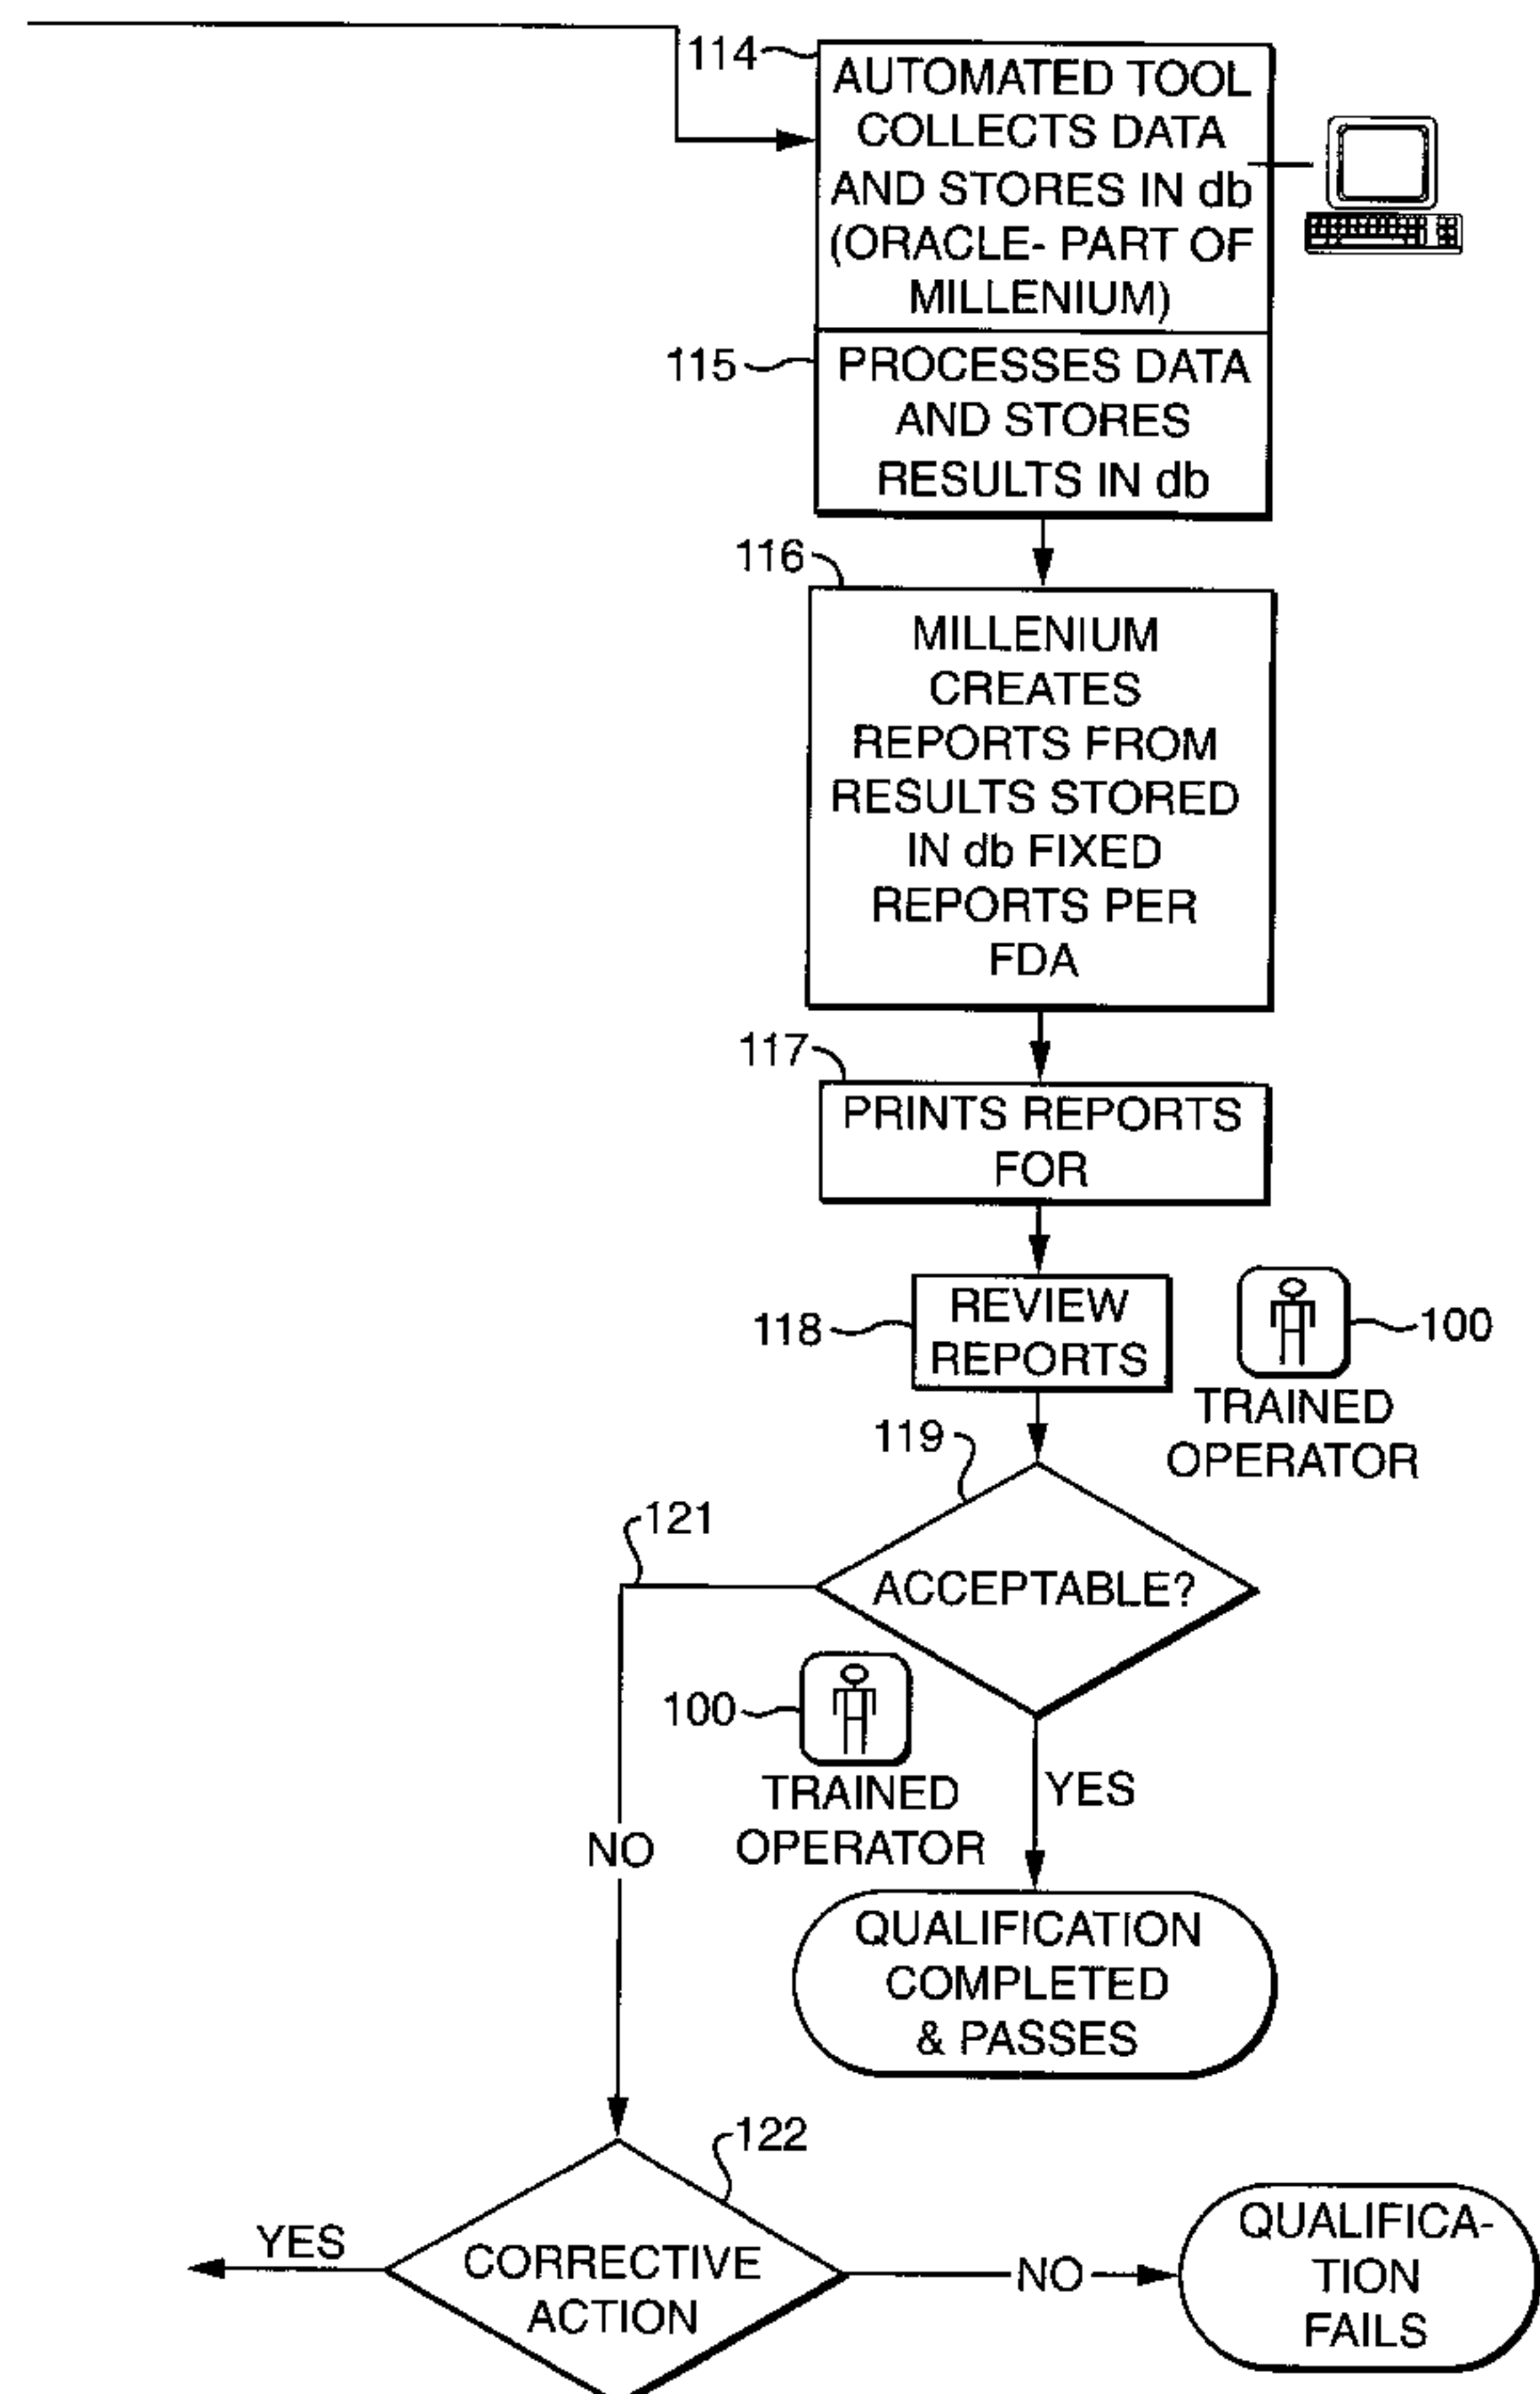 114
AUTOMATED TOOL
COLLECTS DATA
AND STORES IN db
(ORACLE- PART OF
MILLENIUM)
115
PROCESSES DATA
AND STORES
RESULTS IN db
116
MILLENIUM
CREATES
REPORTS FROM
RESULTS STORED
IN db FIXED
REPORTS PER
FDA
117
PRINTS REPORTS
FOR
118
REVIEW
REPORTS
100
TRAINED
OPERATOR
119
121
ACCEPTABLE?
100
TRAINED
OPERATOR
YES
NO
QUALIFICATION
COMPLETED
& PASSES
122
YES
CORRECTIVE
ACTION
NO
QUALIFICA-
TION
FAILS